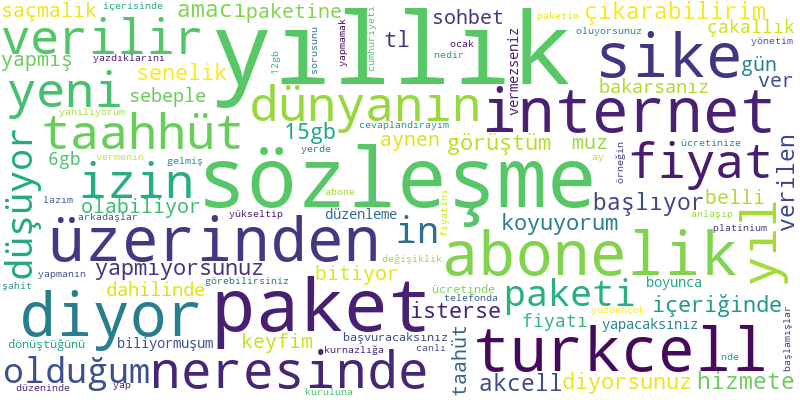 saçmalık
içerisinde
amacı
paketine
sohbet
paketim
çıkarabilirim
verilir
yıllık
tl
ocak
cumhuriyeti
oluyorsunuz
çakallık
yapmış
yazdıklarını
12gb
sorusunu
yapmamak
nedir
vermezseniz
sike
yönetim
senelik
gün
ver
yeni
sebeple
dünyanın
internet
bakarsanız
yanılıyorum
taahhüt
15gb
cevaplandırayım
aynen
görüştüm
muz
ücretinize
6gb
izin
vermenin
gelmiş
yerde
sözleşme
ay
örneğin
fiyat
verilen
düşüyor
lazım
olabiliyor
abone
fiyatını
başlıyor
belli
arkadaşlar
yükseltip
düzenleme
in
koyuyorum
anlaşıp
platinium
yıl
üzerinden
abonelik
şahit
yapmanın
yapmıyorsunuz
görebilirsiniz
bitiyor
değişiklik
boyunca
dahilinde
ücretinde
telefonda
paketi
içeriğinde
diyor
paket
isterse
fiyatı
yüzdençok
yapacaksınız
başlamışlar
dönüştüğünü
biliyormuşum
keyfim
başvuracaksınız
taahüt
turkcell
nde
kurnazlığa
canlı
olduğum
neresinde
akcell
diyorsunuz
hizmete
düzeninde
yap
kuruluna